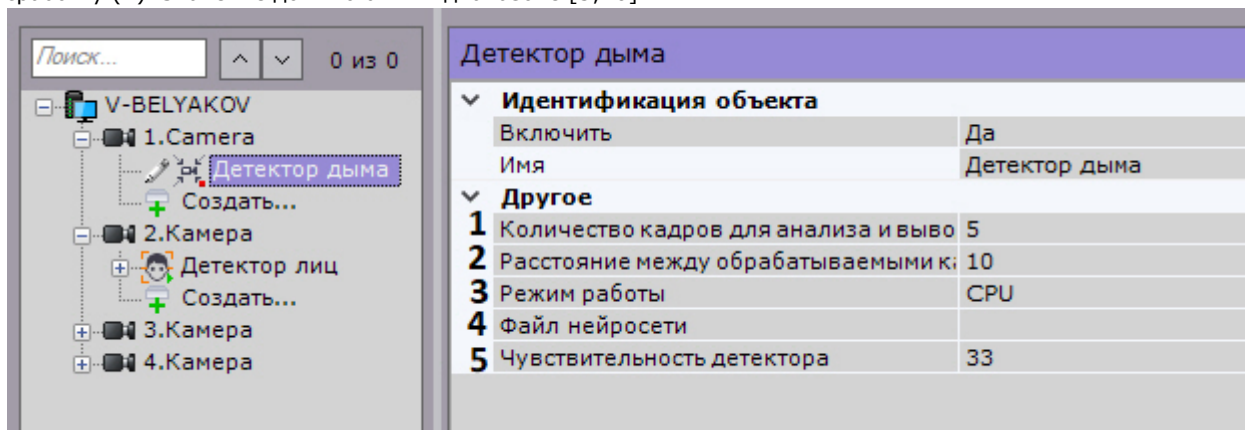 Поиск...
0 из 0
V-BELYAKOV
1.Camera
Детектор дыма
Создать...
2.Камера
Детектор лиц
Создать...
3.Камера
4.Камера
Детектор дыма
Идентификация объекта
Включить Да
Имя Детектор дыма
Другое
1 Количество кадров для анализа и выво 5
2 Расстояние между обрабатываемыми 10
3 Режим работы CPU
4 Файл нейросети
5 Чувствительность детектора 33